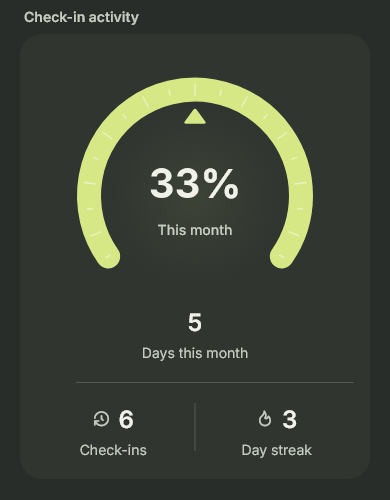 Check-in activity
33%
This month
5
Days this month
6
Check-ins
3
Day streak